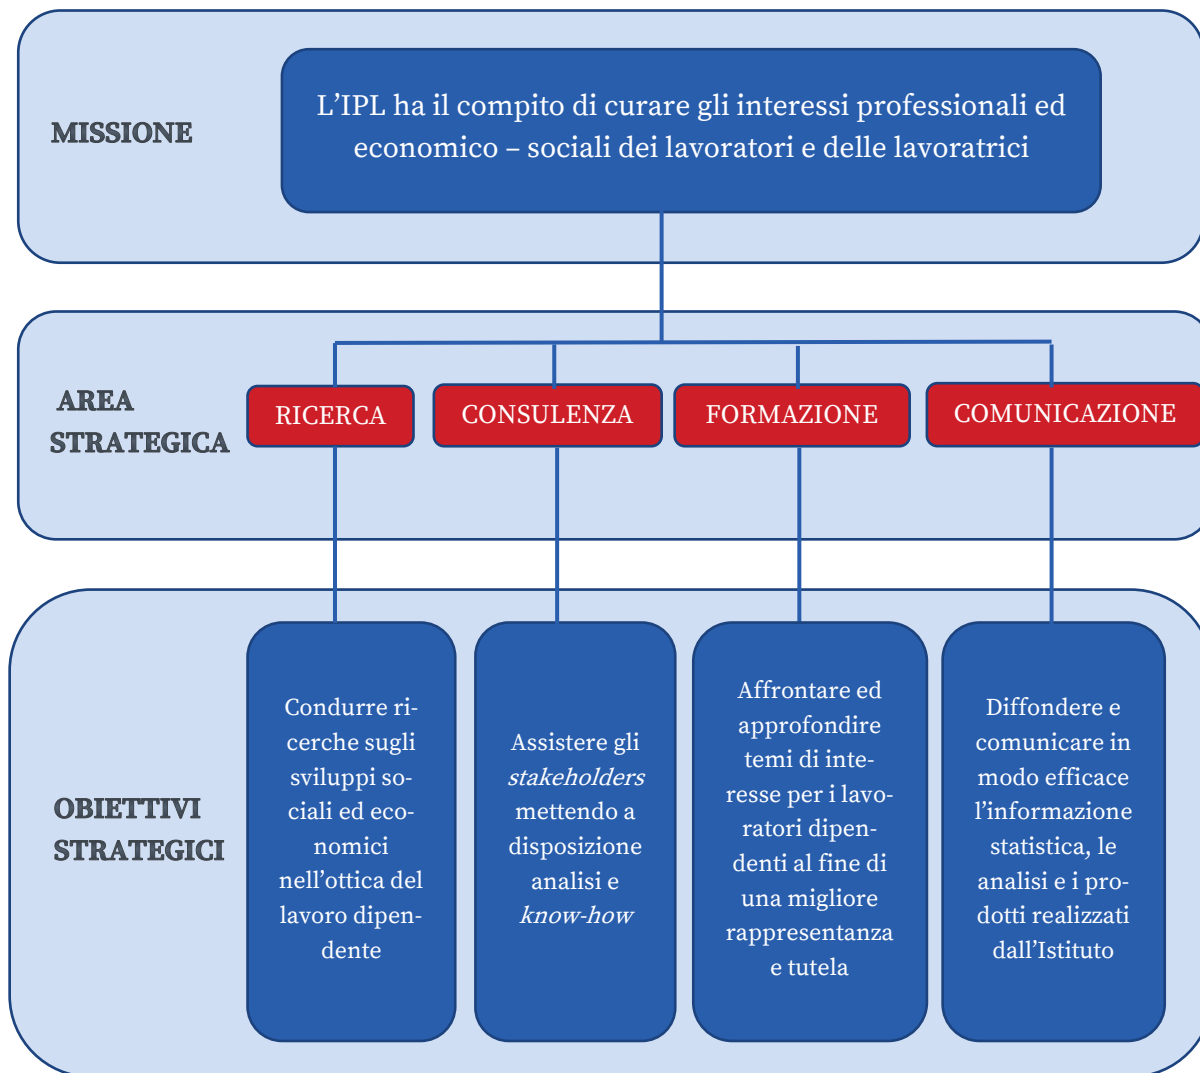 MISSIONE
L’IPL ha il compito di curare gli interessi professionali ed
economico – sociali dei lavoratori e delle lavoratrici
AREA
STRATEGICA
RICERCA
CONSULENZA
FORMAZIONE
COMUNICAZIONE
OBIETTIVI
STRATEGICI
Condurre ri-
cerche sugli
sviluppi so-
ciali ed eco-
nomici
nell’ottica del
lavoro dipen-
dente
Assistere gli
stakeholders
mettendo a
disposizione
analisi e
know-how
Affrontare ed
approfondire
temi di inte-
resse per i lavo-
ratori dipen-
denti al fine di
una migliore
rappresentanza
e tutela
Diffondere e
comunicare in
modo efficace
l’informazione
statistica, le
analisi e i pro-
dotti realizzati
dall’Istituto